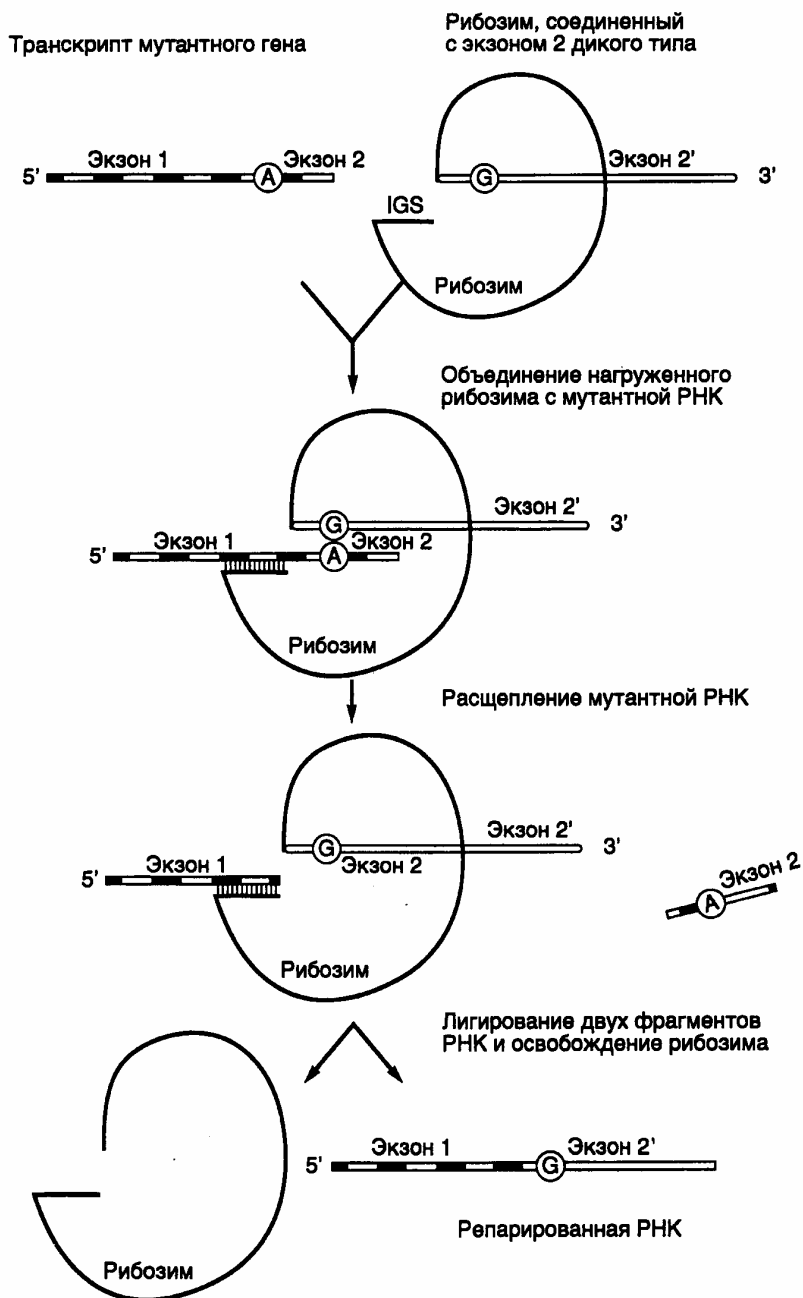 Транскрипт мутантного гена
Рибозим, соединенный
с экзоном 2 дикого типа
5'
Экзон 1
A
Экзон 2
G
Экзон 2'
3'
IGS
Рибозим
Объединение нагруженного
рибозима с мутантной РНК
G
Экзон 2'
3'
5'
Экзон 1
A
Экзон 2
Рибозим
Расщепление мутантной РНК
G
Экзон 2'
3'
Экзон 2
5'
Экзон 1
Экзон 2
A
Рибозим
Лигирование двух фрагментов
РНК и освобождение рибозима
5'
Экзон 1
G
Экзон 2'
Репарированная РНК
Рибозим